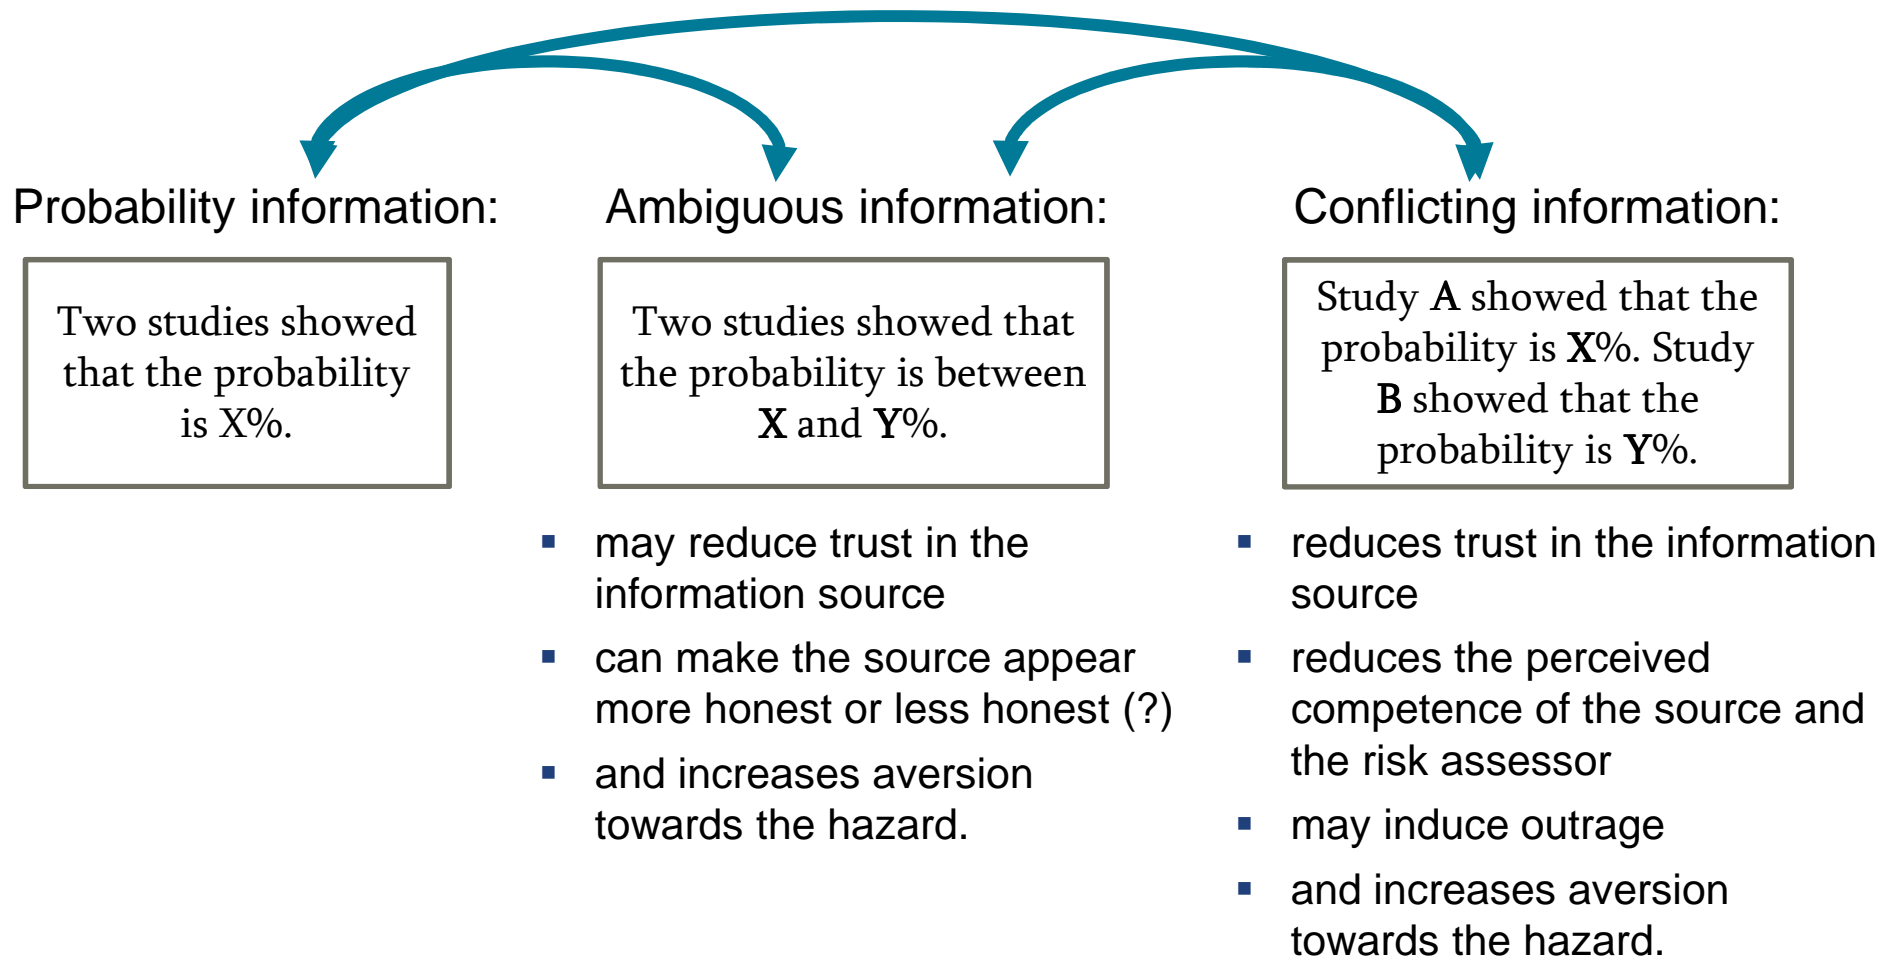 Probability information:
Two studies showed
that the probability
is X%.
Ambiguous information:
Two studies showed that
the probability is between
X and Y%.
▪ may reduce trust in the
information source
▪ can make the source appear
more honest or less honest (?)
▪ and increases aversion
towards the hazard.
Conflicting information:
Study A showed that the
probability is X%. Study
B showed that the
probability is Y%.
▪ reduces trust in the information
source
▪ reduces the perceived
competence of the source and
the risk assessor
▪ may induce outrage
▪ and increases aversion
towards the hazard.